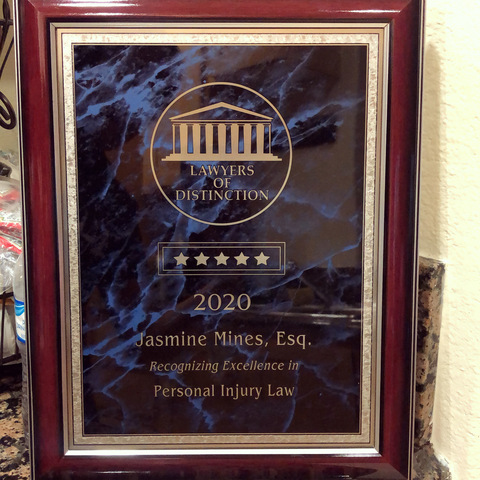 LAWYERS
OF
DISTINCTION
2020
Jasmine Mines, Esq.
Recognizing Excellence in
Personal Injury Law